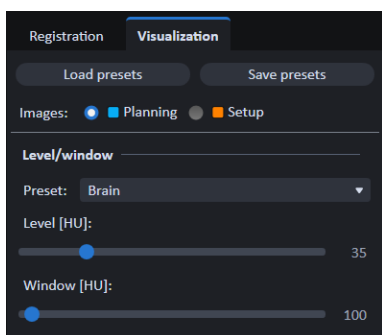 Registration Visualization
Load presets Save presets
Images: Planning Setup
Level/window
Preset: Brain
Level [HU]:
35
Window [HU]:
100